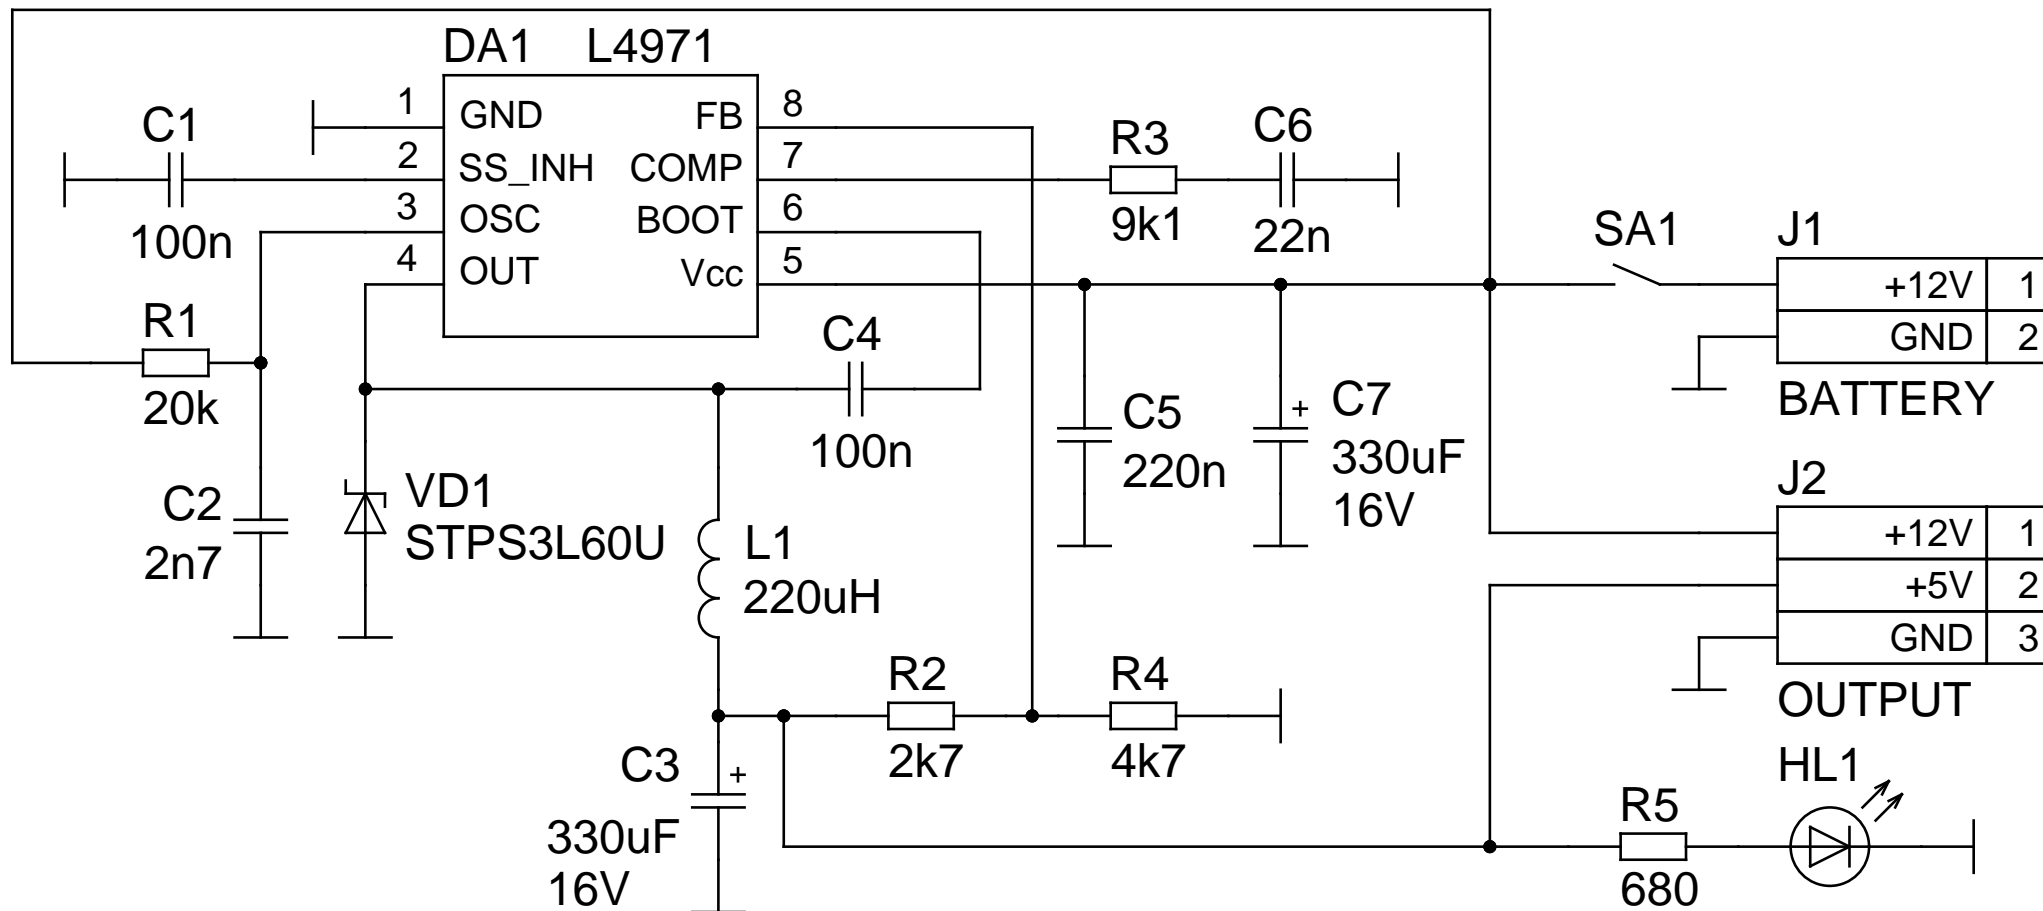 DA1 L4971
1 GND FB 8
2 SS_INH COMP 7
3 OSC BOOT 6
4 OUT Vcc 5
C1
100n
R3
9k1
C6
22n
SA1
J1
+12V 1
GND 2
BATTERY
R1
20k
C4
100n
C5
220n
+
C7
330uF
16V
C2
2n7
VD1
STPS3L60U
L1
220uH
J2
+12V 1
+5V 2
GND 3
OUTPUT
R2
2k7
R4
4k7
C3
+
330uF
16V
HL1
R5
680